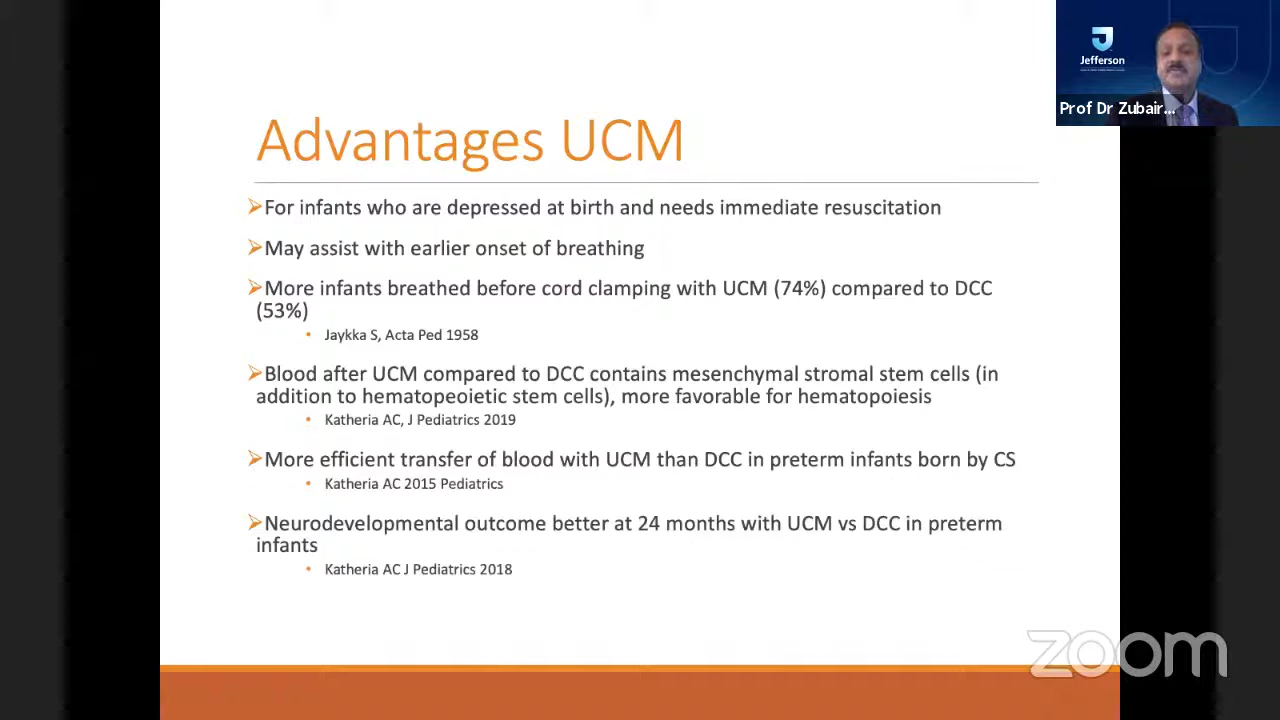 Advantages UCM
For infants who are depressed at birth and needs immediate resuscitation
May assist with earlier onset of breathing
More infants breathed before cord clamping with UCM (74%) compared to DCC
(53%)
Jaykka S, Acta Ped 1958
Blood after UCM compared to DCC contains mesenchymal stromal stem cells (in
addition to hematopeoietic stem cells), more favorable for hematopoiesis
Katheria AC, J Pediatrics 2019
More efficient transfer of blood with UCM than DCC in preterm infants born by CS
Katheria AC 2015 Pediatrics
Neurodevelopmental outcome better at 24 months with UCM vs DCC in preterm
infants
Katheria AC J Pediatrics 2018
Jefferson
Prof Dr Zubair...
zoom